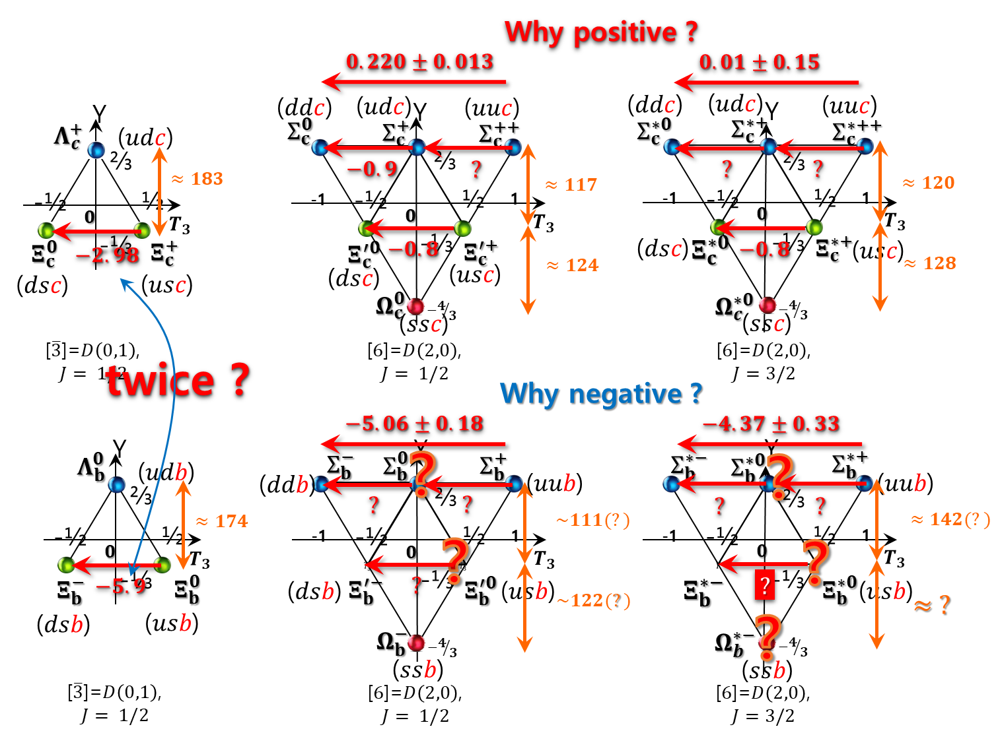 Why positive ?
0.220 ± 0.013
0.01 ± 0.15
Y
Λc+
(udc)
2/3
≈ 183
-1/2
1/2
0
T3
-1/3
Ξc0
-2.98
Ξc+
(dsc)
(usc)
[3̅]=D(0,1),
J = 1/2
(ddc)
(udc)
Y
(uuc)
Σc0
Σc+
Σc++
-0.9
2/3
?
≈ 117
-1
-1/2
1/2
1
0
T3
Ξc′0
-0.8
-1/3
Ξc′+
(dsc)
(usc)
≈ 124
Ωc0
-4/3
(ssc)
[6]=D(2,0),
J = 1/2
(ddc)
(udc)
Y
(uuc)
Σc*0
Σc*+
Σc*++
?
2/3
?
≈ 120
-1
-1/2
1/2
1
0
T3
(dsc)
Ξc*0
-0.8
-1/3
Ξc*+
(usc)
≈ 128
Ωc*0
-4/3
(ssc)
[6]=D(2,0),
J = 3/2
twice ?
Why negative ?
-5.06 ± 0.18
-4.37 ± 0.33
Y
Λb0
(udb)
2/3
≈ 174
-1/2
1/2
0
T3
Ξb-
-5.9
-1/3
Ξb0
(dsb)
(usb)
[3̅]=D(0,1),
J = 1/2
Y
Σb-
Σb0
?
Σb+
(ddb)
(uub)
?
2/3
?
~111(?)
-1
-1/2
1/2
1
0
?
T3
(dsb)
Ξb′-
?
-1/3
Ξb′0
(usb)
~122(?)
Ωb-
-4/3
(ssb)
[6]=D(2,0),
J = 1/2
Y
Σb*-
Σb*0
?
Σb*+
(uub)
?
2/3
?
≈ 142(?)
-1
-1/2
1/2
1
0
?
T3
Ξb*-
?
-1/3
Ξb*0
(usb)
≈ ?
Ωb*-
?
-4/3
(ssb)
[6]=D(2,0),
J = 3/2